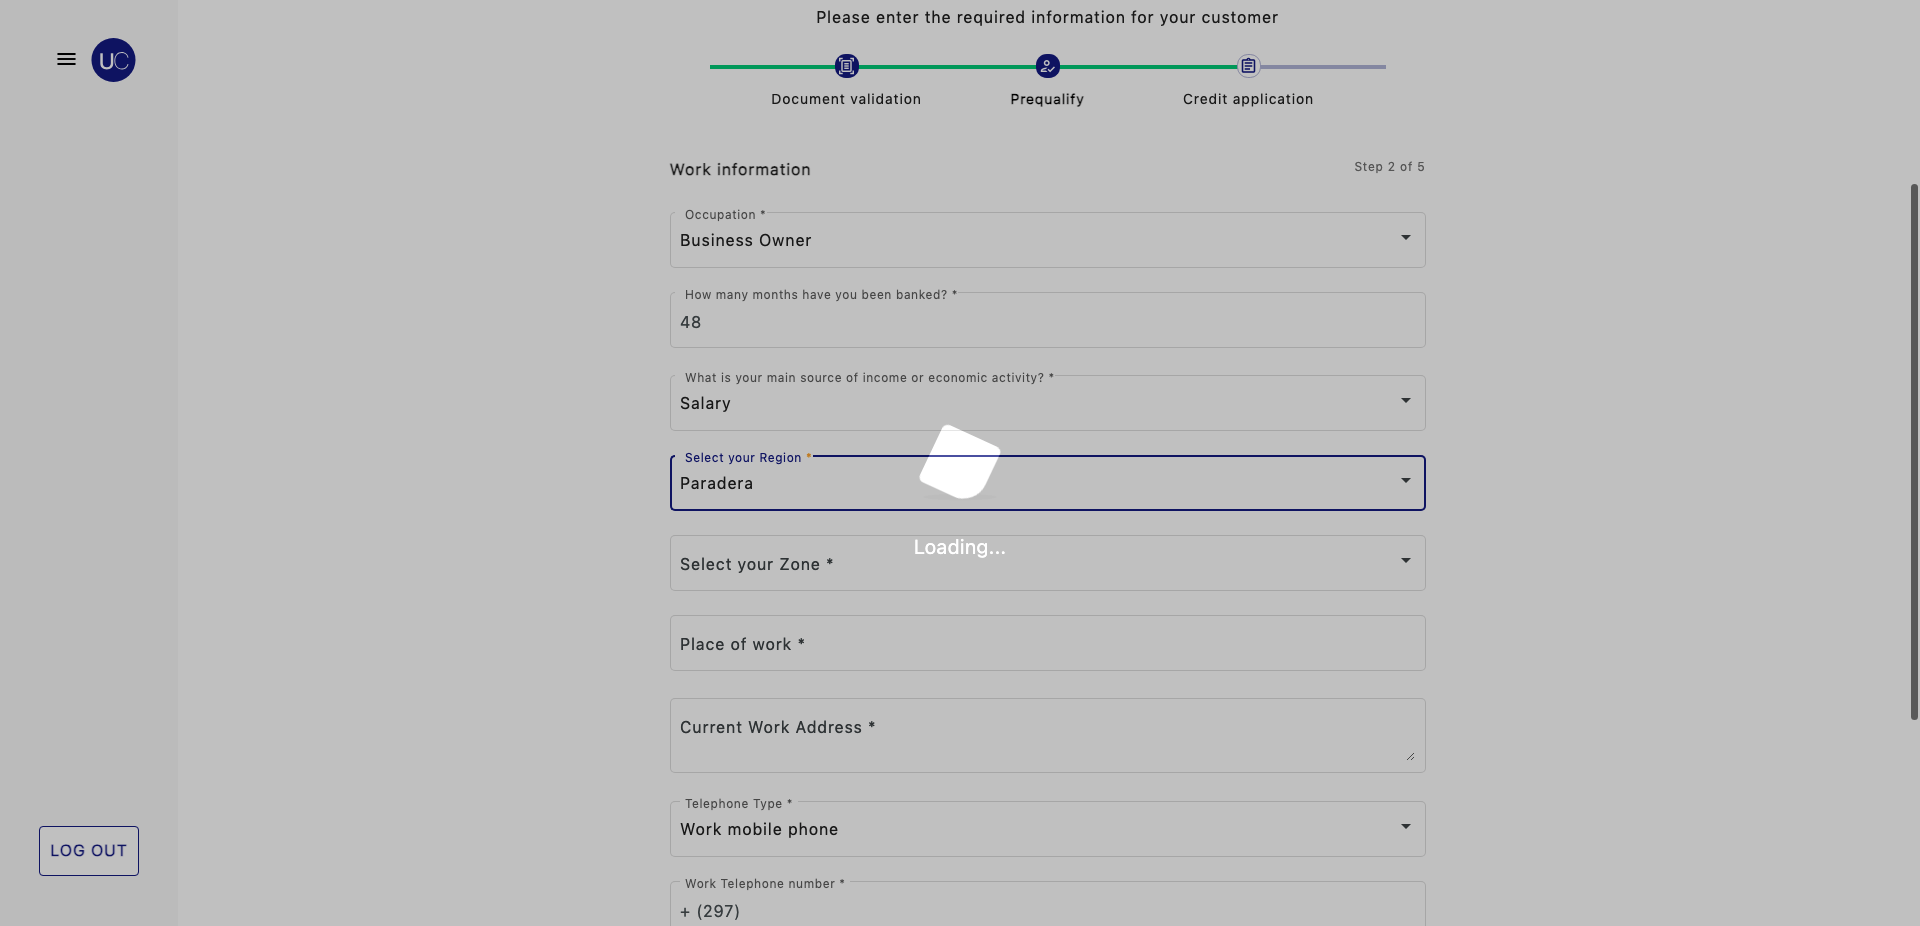 Please enter the required information for your customer
UC
Document validation
Prequalify
Credit application
Work information
Step 2 of 5
Occupation *
Business Owner
How many months have you been banked? *
48
What is your main source of income or economic activity? *
Salary
Select your Region *
Paradera
Loading...
Select your Zone *
Place of work *
Current Work Address *
Telephone Type *
Work mobile phone
LOG OUT
Work Telephone number *
+ (297)